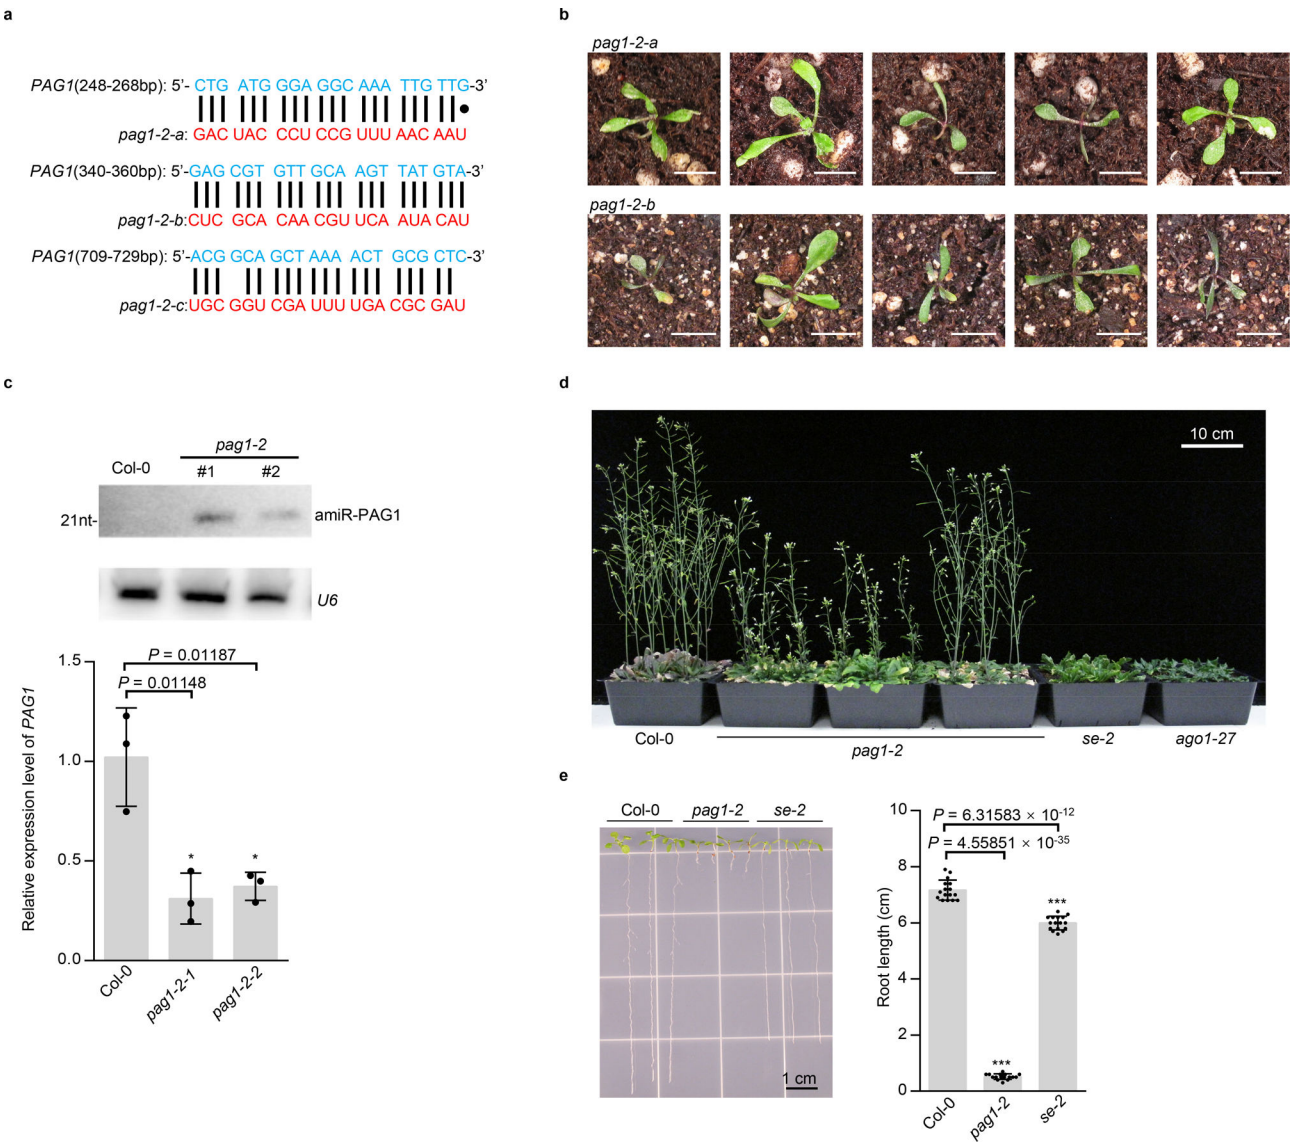 a
PAG1(248-268bp): 5’- CTG ATG GGA GGC AAA TTG TTG-3’
pag1-2-a: GAC UAC CCU CCG UUU AAC AAU
PAG1(340-360bp): 5’-GAG CGT GTT GCA AGT TAT GTA-3’
pag1-2-b: CUC GCA CAA CGU UCA AUA CAU
PAG1(709-729bp): 5’-ACG GCA GCT AAA ACT GCG CTC-3’
pag1-2-c: UGC GGU CGA UUU UGA CGC GAU
b
pag1-2-a
pag1-2-b
c
pag1-2
Col-0 #1 #2
21nt- amiR-PAG1
U6
P = 0.01187
P = 0.01148
* *
Relative expression level of PAG1
1.5
1.0
0.5
0.0
Col-0 pag1-2-1 pag1-2-2
d
10 cm
Col-0 pag1-2 se-2 ago1-27
e
Col-0 pag1-2 se-2
1 cm
P = 6.31583 × 10-12
P = 4.55851 × 10-35
***
***
Root length (cm)
10
8
6
4
2
0
Col-0 pag1-2 se-2